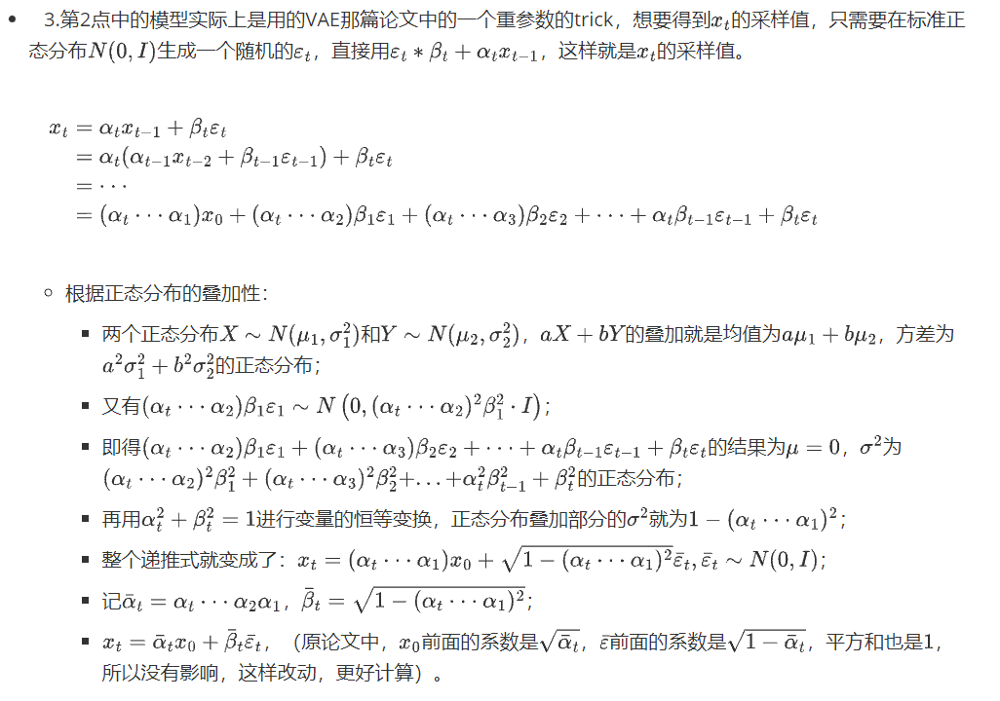 • 3.第2点中的模型实际上是用的VAE那篇论文中的一个重参数的trick，想要得到$x_t$的采样值，只需要在标准正
态分布$N(0, I)$生成一个随机的$\varepsilon_t$，直接用$\varepsilon_t * \beta_t + \alpha_t x_{t-1}$，这样就是$x_t$的采样值。
$x_t = \alpha_t x_{t-1} + \beta_t \varepsilon_t$
$= \alpha_t(\alpha_{t-1} x_{t-2} + \beta_{t-1} \varepsilon_{t-1}) + \beta_t \varepsilon_t$
$= \cdots$
$= (\alpha_t \cdots \alpha_1) x_0 + (\alpha_t \cdots \alpha_2) \beta_1 \varepsilon_1 + (\alpha_t \cdots \alpha_3) \beta_2 \varepsilon_2 + \cdots + \alpha_t \beta_{t-1} \varepsilon_{t-1} + \beta_t \varepsilon_t$
○ 根据正态分布的叠加性：
▪ 两个正态分布$X \sim N(\mu_1, \sigma_1^2)$和$Y \sim N(\mu_2, \sigma_2^2)$，$aX + bY$的叠加就是均值为$a\mu_1 + b\mu_2$，方差为
$a^2\sigma_1^2 + b^2\sigma_2^2$的正态分布；
▪ 又有$(\alpha_t \cdots \alpha_2) \beta_1 \varepsilon_1 \sim N\left(0, (\alpha_t \cdots \alpha_2)^2 \beta_1^2 \cdot I\right)$；
▪ 即得$(\alpha_t \cdots \alpha_2) \beta_1 \varepsilon_1 + (\alpha_t \cdots \alpha_3) \beta_2 \varepsilon_2 + \cdots + \alpha_t \beta_{t-1} \varepsilon_{t-1} + \beta_t \varepsilon_t$的结果为$\mu = 0$，$\sigma^2$为
$(\alpha_t \cdots \alpha_2)^2 \beta_1^2 + (\alpha_t \cdots \alpha_3)^2 \beta_2^2 + \ldots + \alpha_t^2 \beta_{t-1}^2 + \beta_t^2$的正态分布；
▪ 再用$\alpha_t^2 + \beta_t^2 = 1$进行变量的恒等变换，正态分布叠加部分的$\sigma^2$就为$1 - (\alpha_t \cdots \alpha_1)^2$；
▪ 整个递推式就变成了：$x_t = (\alpha_t \cdots \alpha_1) x_0 + \sqrt{1 - (\alpha_t \cdots \alpha_1)^2} \bar{\varepsilon}_t, \bar{\varepsilon}_t \sim N(0, I)$；
▪ 记$\bar{\alpha}_t = \alpha_t \cdots \alpha_2 \alpha_1$，$\bar{\beta}_t = \sqrt{1 - (\alpha_t \cdots \alpha_1)^2}$；
▪ $x_t = \bar{\alpha}_t x_0 + \bar{\beta}_t \bar{\varepsilon}_t$，（原论文中，$x_0$前面的系数是$\sqrt{\bar{\alpha}_t}$，$\bar{\varepsilon}$前面的系数是$\sqrt{1 - \bar{\alpha}_t}$，平方和也是1，
所以没有影响，这样改动，更好计算）。